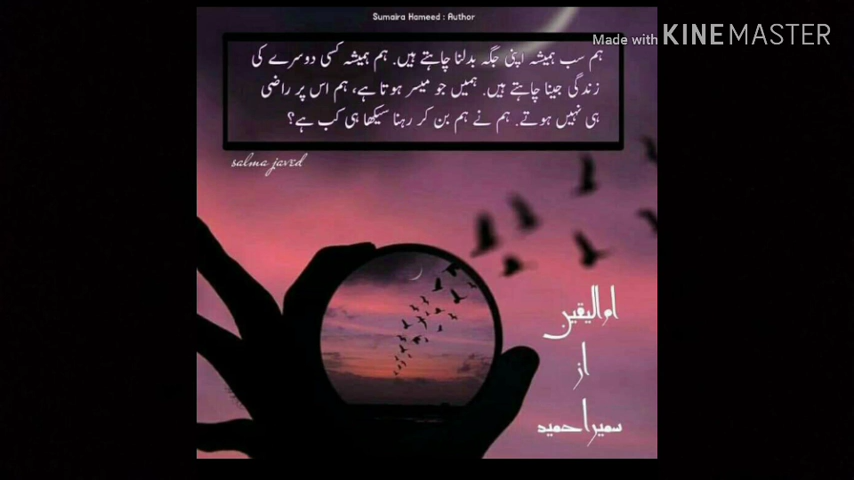 Sumaira Hameed : Author
Made with KINEMASTER
ہم سب ہمیشہ اپنی جگہ بدلنا چاہتے ہیں. ہم ہمیشہ کسی دوسرے کی
زندگی جینا چاہتے ہیں. ہمیں جو میسر ہوتا ہے، ہم اس پر راضی
ہی نہیں ہوتے. ہم نے ہم بن کر رہنا سیکھا ہی کب ہے؟
salma javed
ام الیقین
از
سمیرا حمید